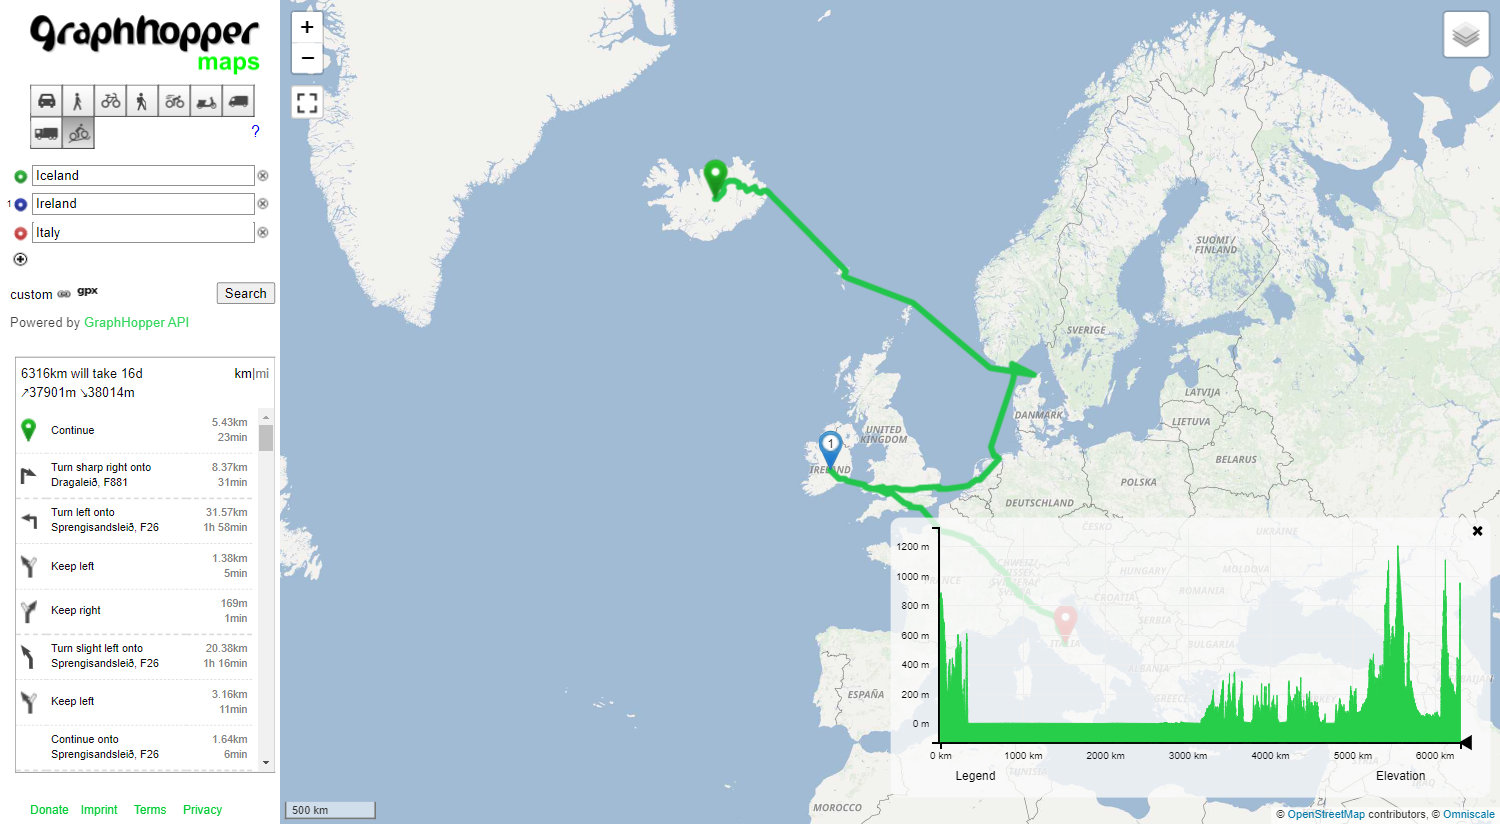 graphhopper
maps
?
Iceland
1 Ireland
Italy
custom gpx Search
Powered by GraphHopper API
6316km will take 16d km|mi
↗37901m ↘38014m
Continue 5.43km
23min
Turn sharp right onto 8.37km
Dragaleið, F881 31min
Turn left onto 31.57km
Sprengisandsleið, F26 1h 58min
Keep left 1.38km
5min
Keep right 169m
1min
Turn slight left onto 20.38km
Sprengisandsleið, F26 1h 16min
Keep left 3.16km
11min
Continue onto 1.64km
Sprengisandsleið, F26 6min
Donate Imprint Terms Privacy
+
−
SUOMI /
FINLAND
SVERIGE
LATVIJA
LIETUVA
DANMARK
UNITED
KINGDOM
1
IRELAND
BELARUS
POLSKA
DEUTSCHLAND
ČESKO
UKRAINE
HUNGARY
MOLDOVA
CROATIA
ROMANIA
SERBIA
ITALIA
BULGARIA
ALBANIA
GREECE
ESPAÑA
TUNISIA
MOROCCO
1200 m
1000 m
800 m
600 m
400 m
200 m
0 m
0 km 1000 km 2000 km 3000 km 4000 km 5000 km 6000 km
Legend Elevation
500 km
© OpenStreetMap contributors, © Omniscale